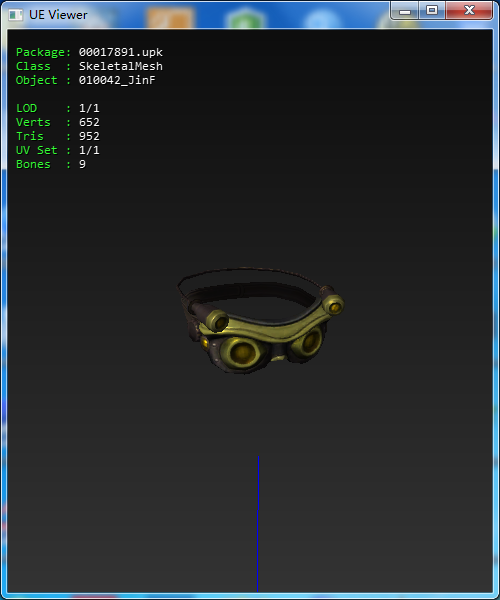 UE Viewer
Package: 00017891.upk
Class : SkeletalMesh
Object : 010042_JinF
LOD : 1/1
Verts : 652
Tris : 952
UV Set : 1/1
Bones : 9